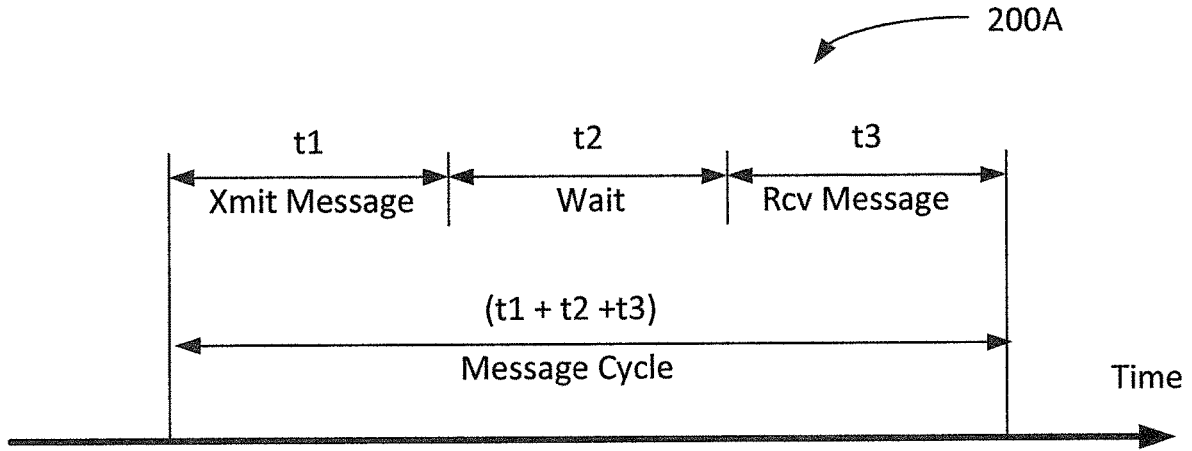 200A
t1 t2 t3
Xmit Message Wait Rcv Message
(t1 + t2 +t3)
Message Cycle
Time